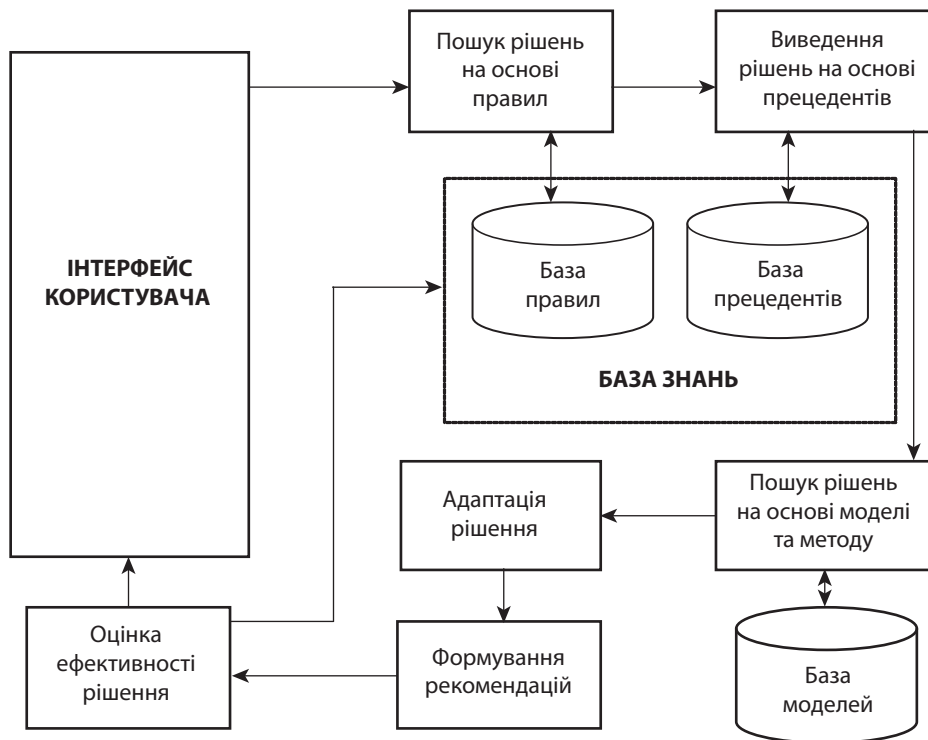 Пошук рішень
на основі
правил
Виведення
рішень на основі
прецедентів
ІНТЕРФЕЙС
КОРИСТУВАЧА
База
правил
База
прецедентів
БАЗА ЗНАНЬ
Адаптація
рішення
Пошук рішень
на основі моделі
та методу
Оцінка
ефективності
рішення
Формування
рекомендацій
База
моделей